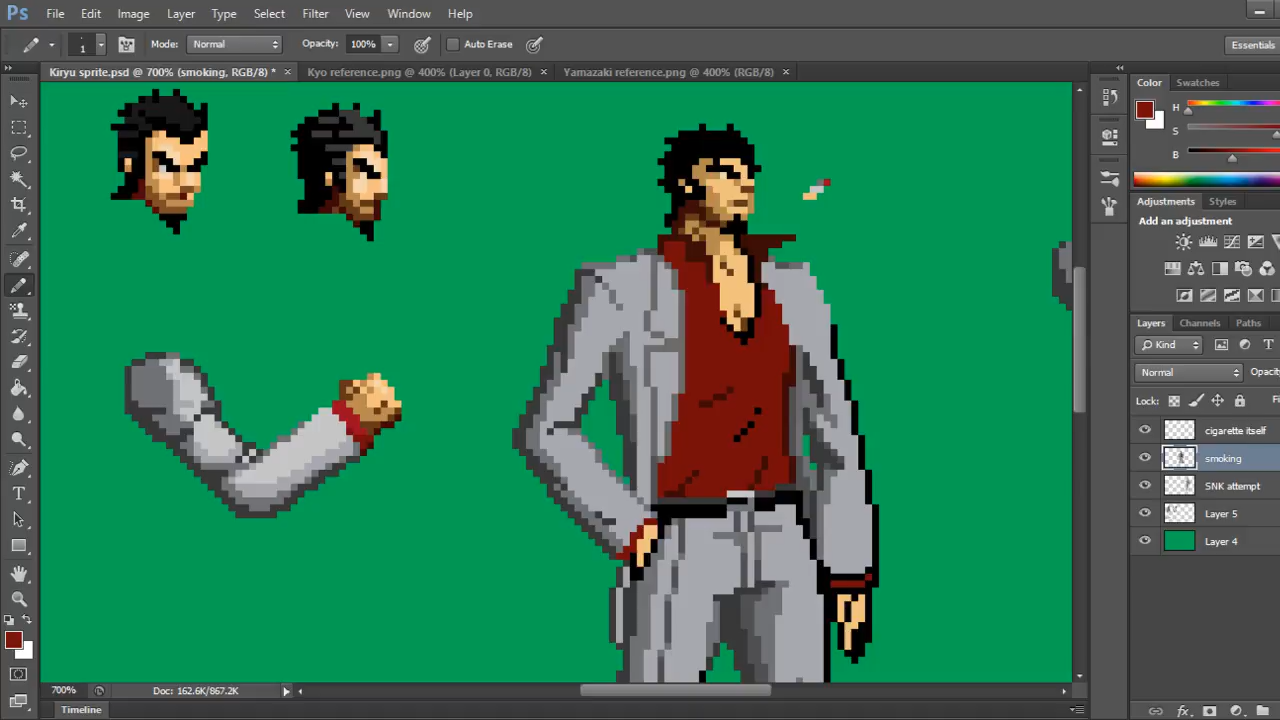 Ps File Edit Image Layer Type Select Filter View Window Help
1 Mode: Normal Opacity: 100% Auto Erase Essentials
Kiryu sprite.psd @ 700% (smoking, RGB/8) * × Kyo reference.png @ 400% (Layer 0, RGB/8) × Yamazaki reference.png @ 400% (RGB/8) ×
Color Swatches
H
S
B
Adjustments Styles
Add an adjustment
Layers Channels Paths
Kind
Normal Opacity
Lock:
cigarette itself
smoking
SNK attempt
Layer 5
Layer 4
700% Doc: 162.6K/867.2K
Timeline